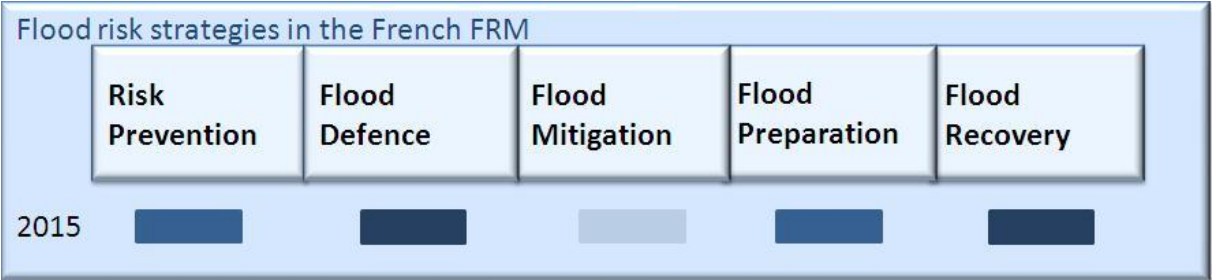 Flood risk strategies in the French FRM
Risk Prevention
Flood Defence
Flood Mitigation
Flood Preparation
Flood Recovery
2015